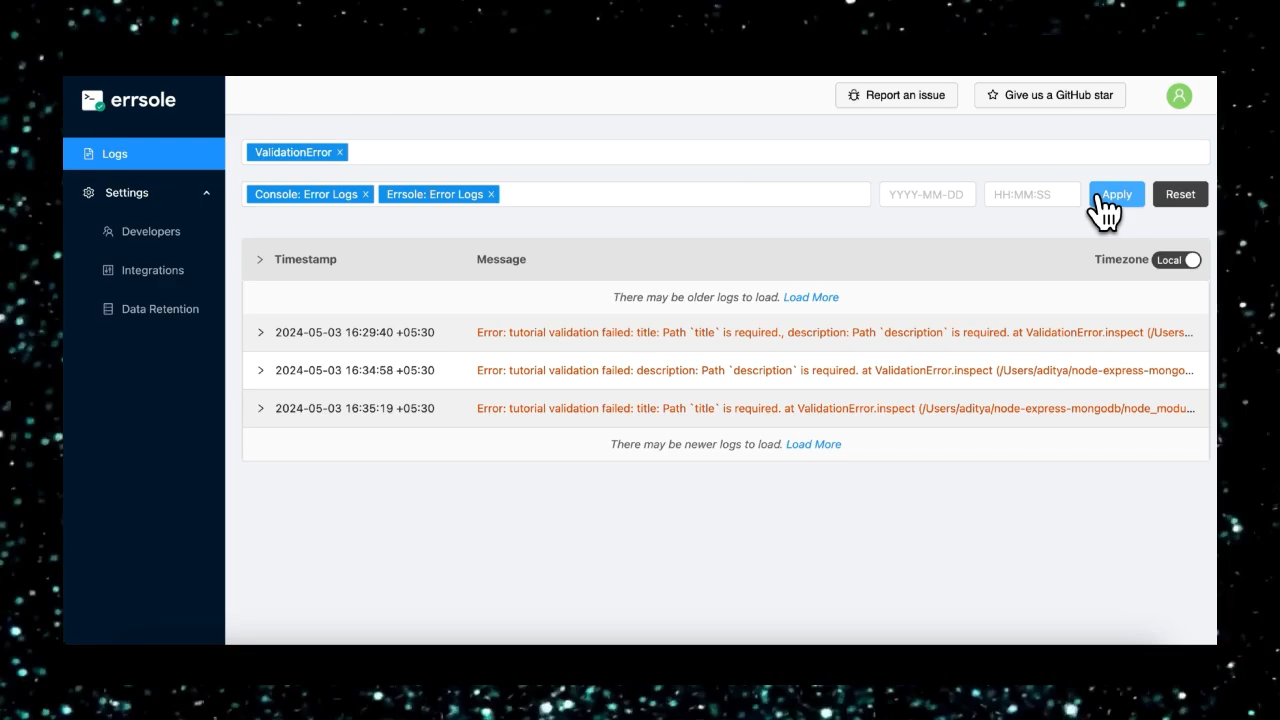 errsole
Report an issue
Give us a GitHub star
Logs
ValidationError ×
Settings
Console: Error Logs × Errsole: Error Logs ×
YYYY-MM-DD
HH:MM:SS
Apply
Reset
Developers
Integrations
Data Retention
Timestamp
Message
Timezone Local
There may be older logs to load. Load More
2024-05-03 16:29:40 +05:30 Error: tutorial validation failed: title: Path `title` is required., description: Path `description` is required. at ValidationError.inspect (/Users...
2024-05-03 16:34:58 +05:30 Error: tutorial validation failed: description: Path `description` is required. at ValidationError.inspect (/Users/aditya/node-express-mongo...
2024-05-03 16:35:19 +05:30 Error: tutorial validation failed: title: Path `title` is required. at ValidationError.inspect (/Users/aditya/node-express-mongodb/node_modu...
There may be newer logs to load. Load More